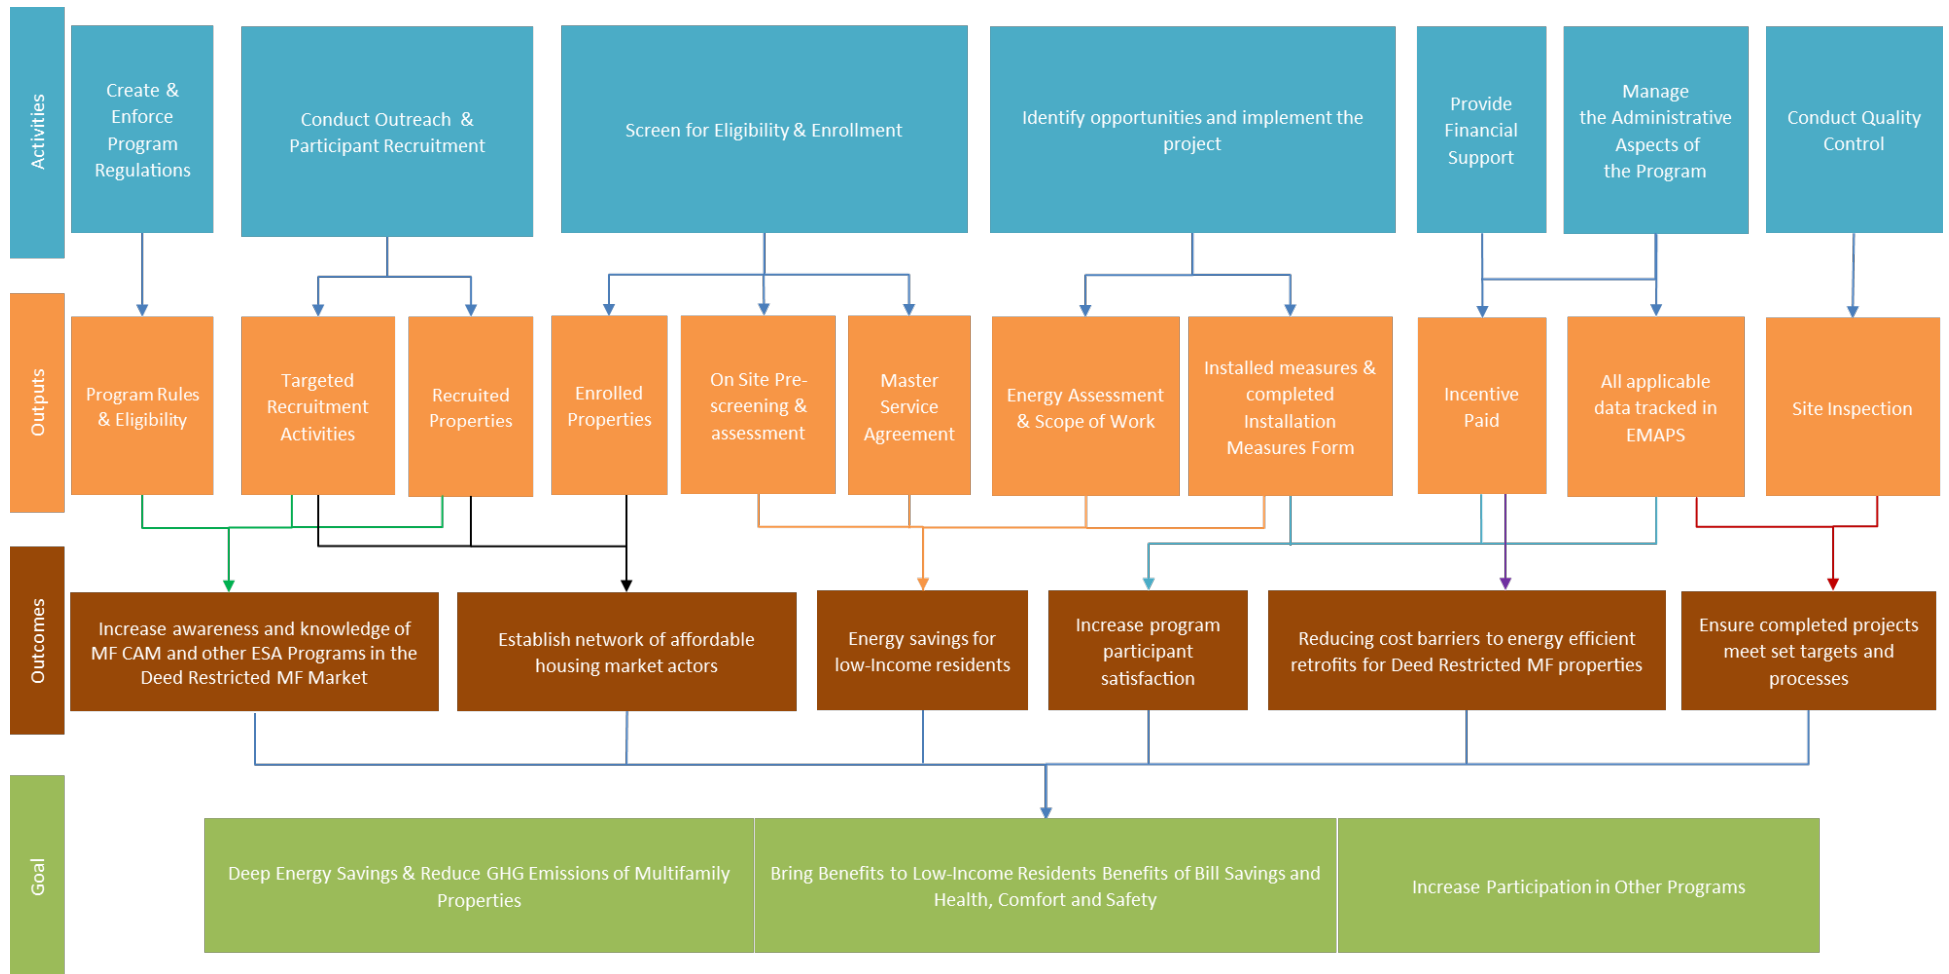 Activities
Create &
Enforce
Program
Regulations
Conduct Outreach &
Participant Recruitment
Screen for Eligibility & Enrollment
Identify opportunities and implement the
project
Provide
Financial
Support
Manage
the Administrative
Aspects of
the Program
Conduct Quality
Control
Outputs
Program Rules
& Eligibility
Targeted
Recruitment
Activities
Recruited
Properties
Enrolled
Properties
On Site Pre-
screening &
assessment
Master
Service
Agreement
Energy Assessment
& Scope of Work
Installed measures &
completed
Installation
Measures Form
Incentive
Paid
All applicable
data tracked in
EMAPS
Site Inspection
Outcomes
Increase awareness and knowledge of
MF CAM and other ESA Programs in the
Deed Restricted MF Market
Establish network of affordable
housing market actors
Energy savings for
low-Income residents
Increase program
participant
satisfaction
Reducing cost barriers to energy efficient
retrofits for Deed Restricted MF properties
Ensure completed projects
meet set targets and
processes
Goal
Deep Energy Savings & Reduce GHG Emissions of Multifamily
Properties
Bring Benefits to Low-Income Residents Benefits of Bill Savings and
Health, Comfort and Safety
Increase Participation in Other Programs